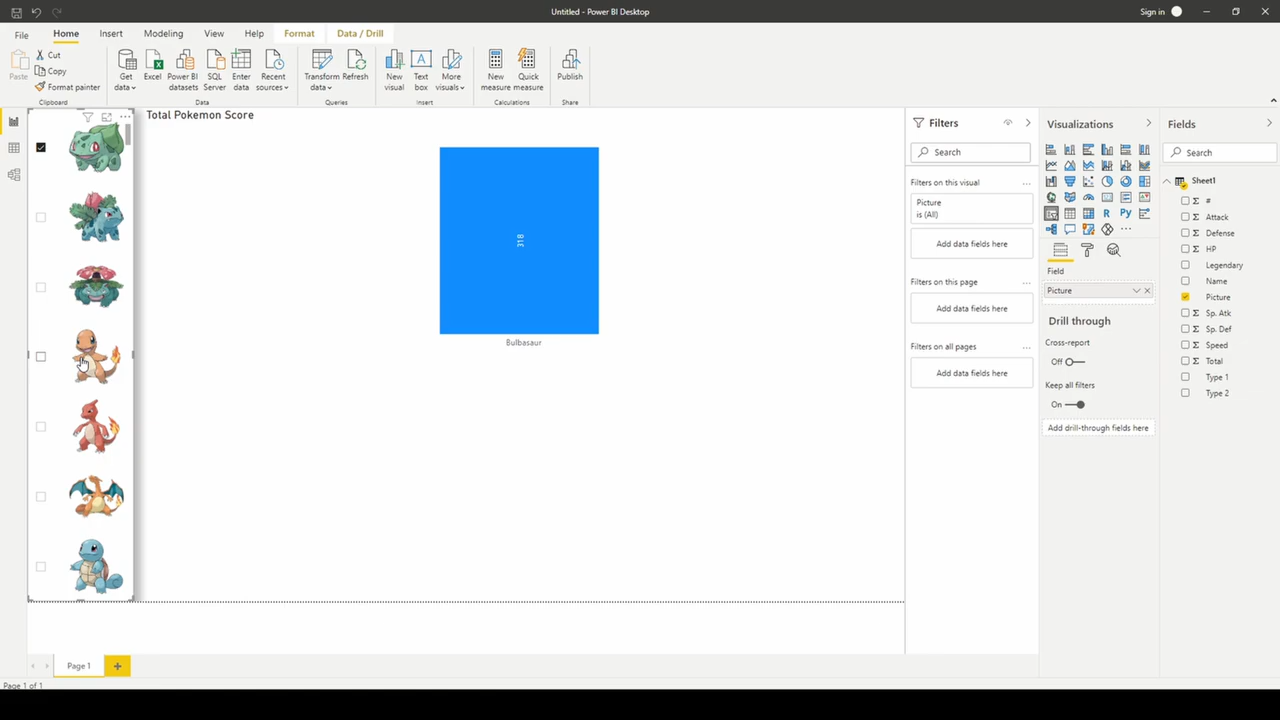 Untitled - Power BI Desktop
Sign in
File
Home
Insert
Modeling
View
Help
Format
Data / Drill
Paste
Cut
Copy
Format painter
Clipboard
Get data
Excel
Power BI datasets
SQL Server
Enter data
Recent sources
Data
Transform data
Refresh
Queries
New visual
Text box
More visuals
Insert
New measure
Quick measure
Calculations
Publish
Share
Total Pokemon Score
318
Bulbasaur
Filters
Search
Filters on this visual
Picture
is (All)
Add data fields here
Filters on this page
Add data fields here
Filters on all pages
Add data fields here
Visualizations
R
Py
Field
Picture
Drill through
Cross-report
Off
Keep all filters
On
Add drill-through fields here
Fields
Search
Sheet1
#
Attack
Defense
HP
Legendary
Name
Picture
Sp. Atk
Sp. Def
Speed
Total
Type 1
Type 2
Page 1
Page 1 of 1